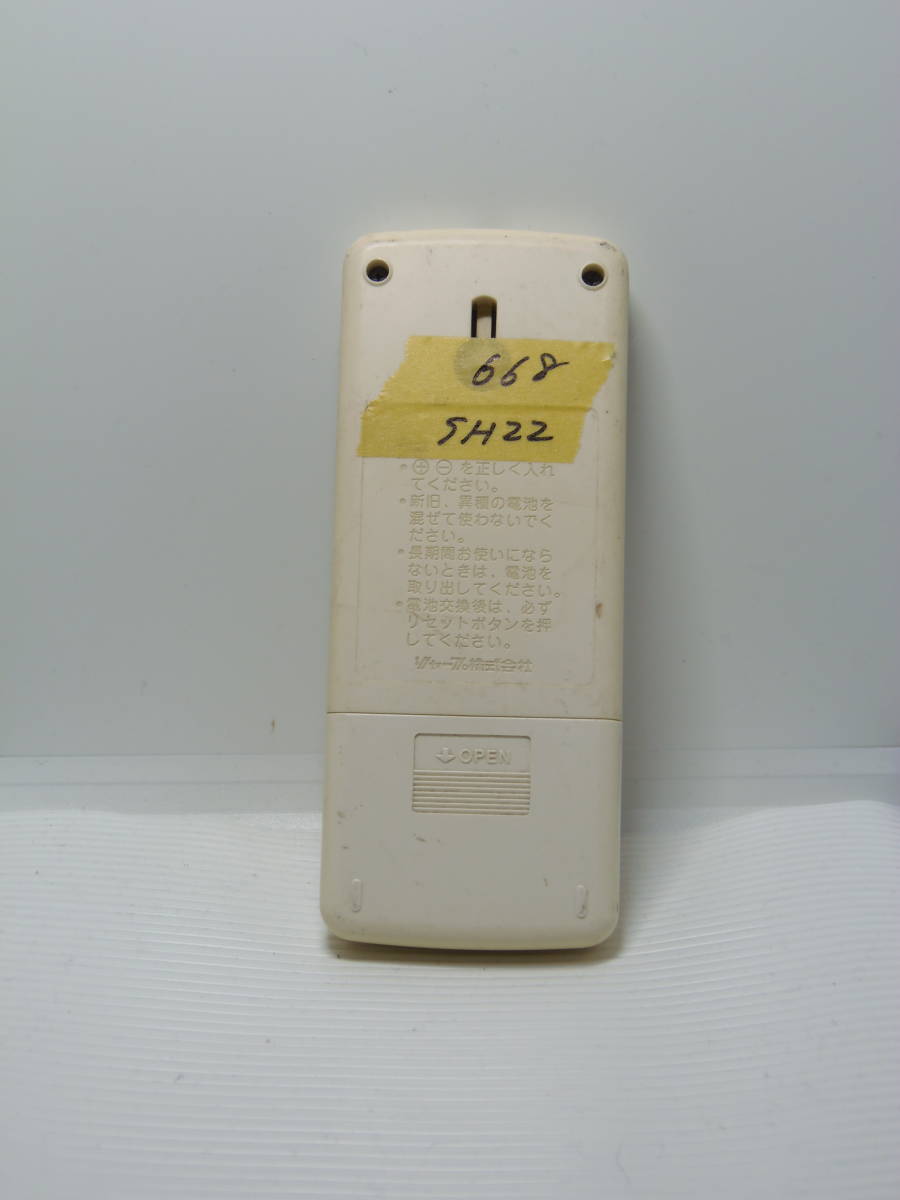 668
SH22
•⊕⊖を正しく入れ
てください。
•新旧、異種の電池を
混ぜて使わないでく
ださい。
•長期間お使いになら
ないときは、電池を
取り出してください。
•電池交換後は、必ず
リセットボタンを押
してください。
シャープ株式会社
OPEN